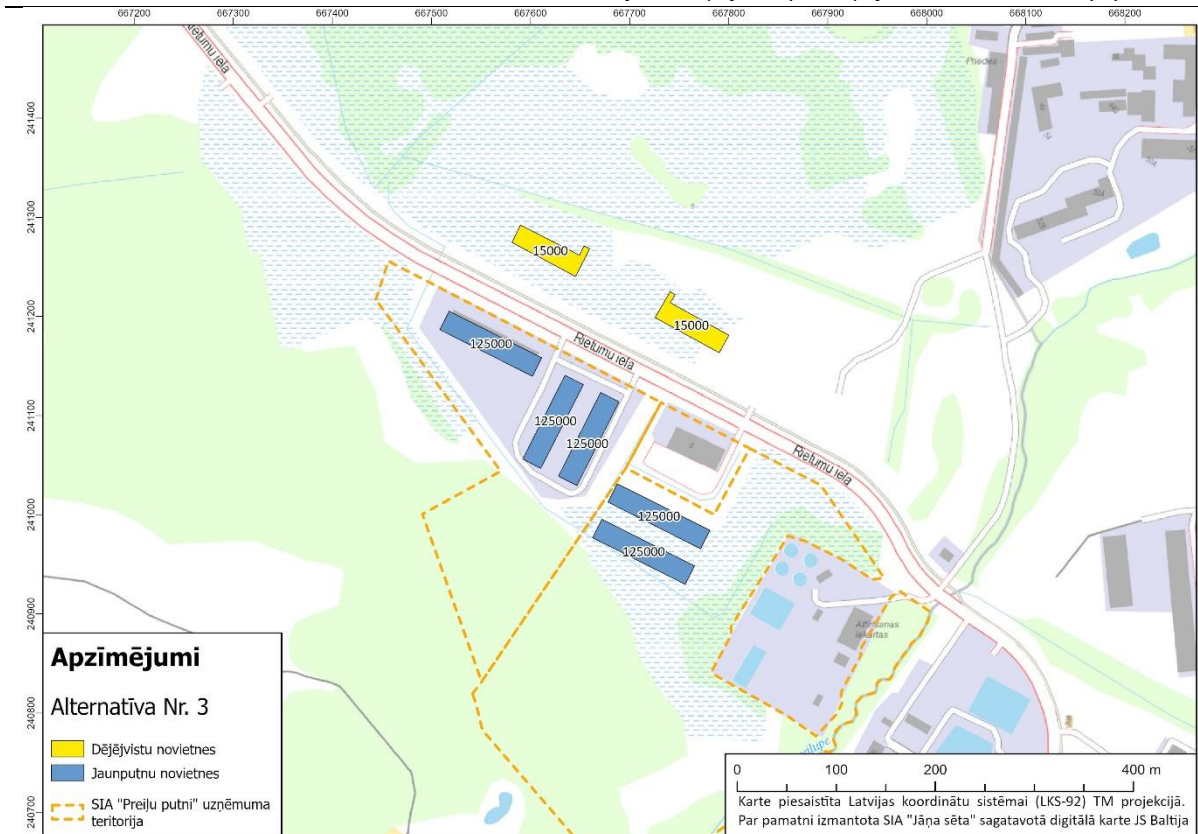 667200 667300 667400 667500 667600 667700 667800 667900 668000 668100 668200
241400
241300
241200
241100
241000
240900
240800
240700
Rietumu iela
Priedes
15000
15000
125000
Rietumu iela
125000
125000
Rietumu iela
125000
125000
Attīrīšanas
iekārtas
Apzīmējumi
Alternatīva Nr. 3
Dējējvistu novietnes
Jaunputnu novietnes
SIA "Preiļu putni" uzņēmuma
teritorija
0 100 200 400 m
Karte piesaistīta Latvijas koordinātu sistēmai (LKS-92) TM projekcijā.
Par pamatni izmantota SIA "Jāņa sēta" sagatavotā digitālā karte JS Baltija